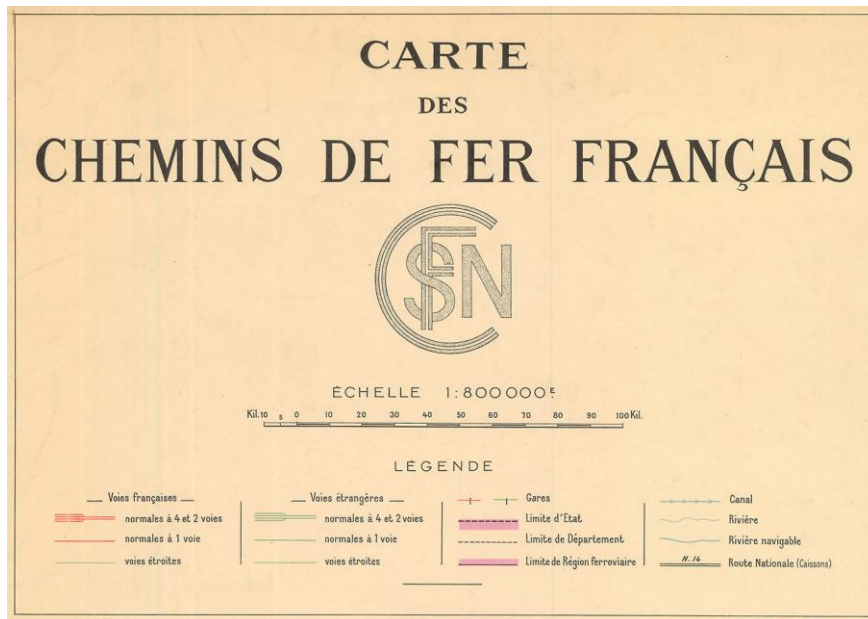 CARTE
DES
CHEMINS DE FER FRANÇAIS
SNCF
ÉCHELLE 1:800000ᴱ.
Kil.10 5 0 10 20 30 40 50 60 70 80 90 100 Kil.
LÉGENDE
Voies françaises
normales à 4 et 2 voies
normales à 1 voie
voies étroites
Voies étrangères
normales à 4 et 2 voies
normales à 1 voie
voies étroites
Gares
Limite d'Etat
Limite de Département
Limite de Région ferroviaire
Canal
Rivière
Rivière navigable
N. 14 Route Nationale (Caissons)